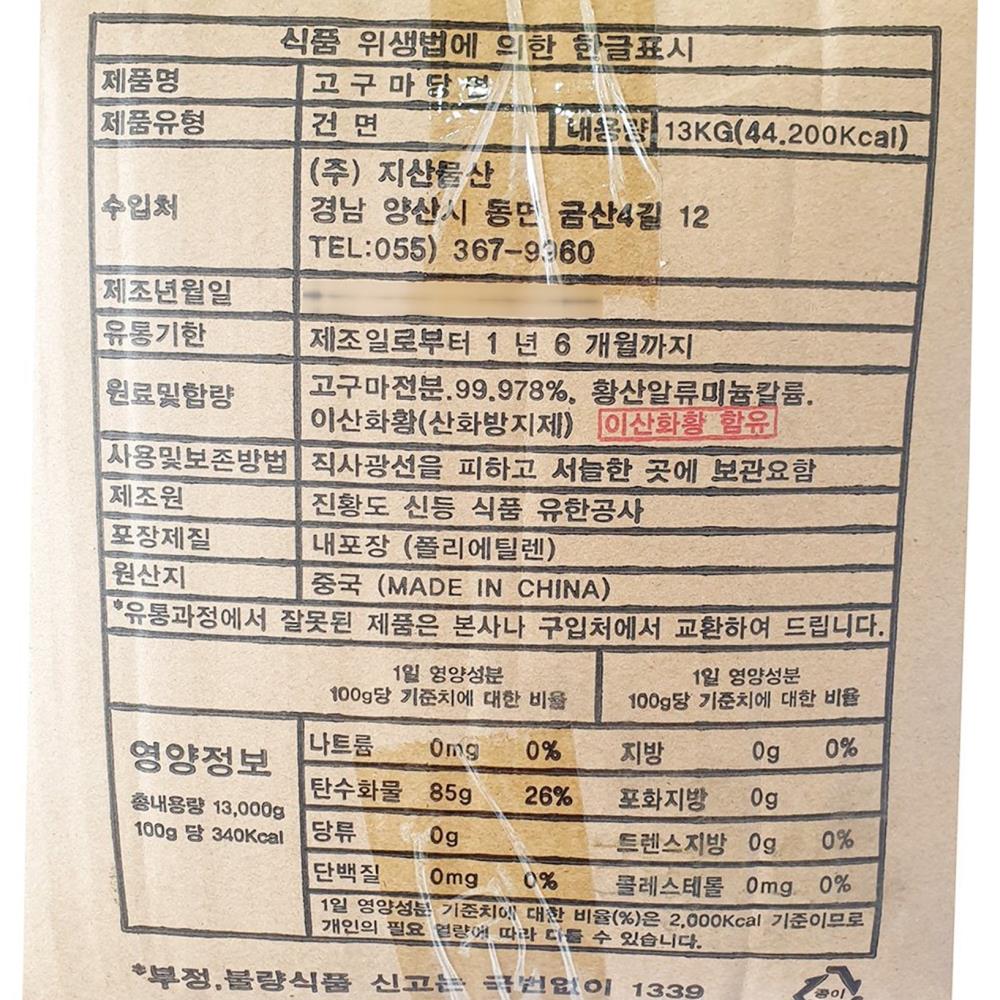 식품 위생법에 의한 한글표시
제품명 고구마당면
제품유형 건 면 내용량 13KG(44.200Kcal)
수입처 (주) 지산물산
경남 양산시 동면 금산4길 12
TEL:055) 367-9960
제조년월일
유통기한 제조일로부터 1 년 6 개월까지
원료및함량 고구마전분.99.978%, 황산알류미늄칼륨.
이산화황(산화방지제) 이산화황 함유
사용및보존방법 직사광선을 피하고 서늘한 곳에 보관요함
제조원 진황도 신등 식품 유한공사
포장제질 내포장 (폴리에틸렌)
원산지 중국 (MADE IN CHINA)
*유통과정에서 잘못된 제품은 본사나 구입처에서 교환하여 드립니다.
1일 영양성분 1일 영양성분
100g당 기준치에 대한 비율 100g당 기준치에 대한 비율
영양정보
총내용량 13,000g
100g 당 340Kcal
나트륨 0mg 0% 지방 0g 0%
탄수화물 85g 26% 포화지방 0g
당류 0g 트렌스지방 0g 0%
단백질 0mg 0% 콜레스테롤 0mg 0%
1일 영양성분 기준치에 대한 비율(%)은 2,000Kcal 기준이므로
개인의 필요 열량에 따라 다를 수 있습니다.
*부정,불량식품 신고는 국번없이 1339
종이